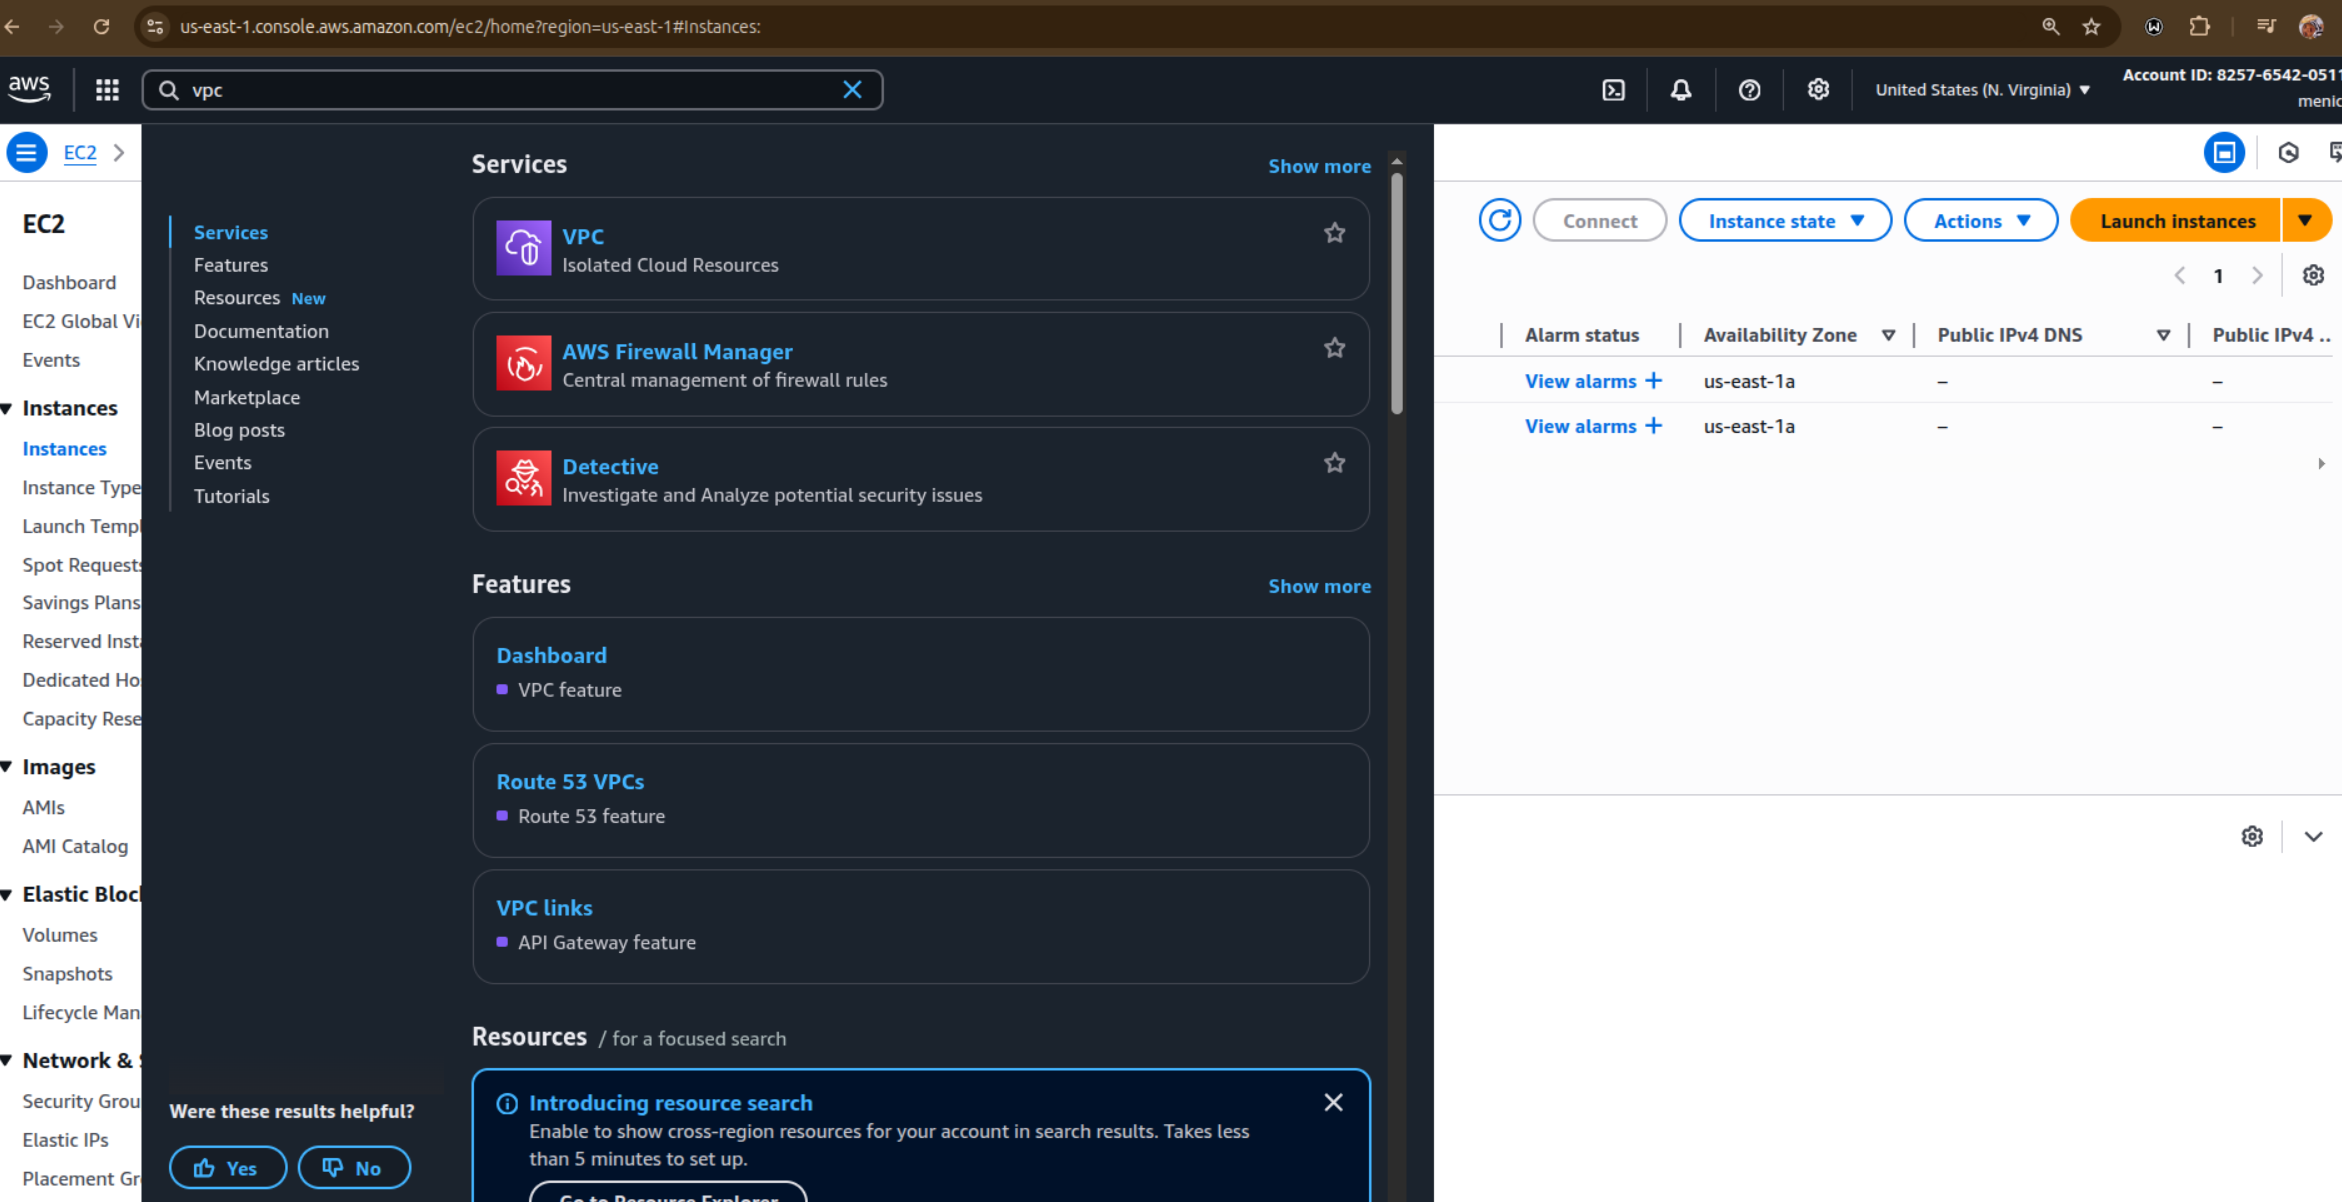 us-east-1.console.aws.amazon.com/ec2/home?region=us-east-1#Instances:
aws
vpc
United States (N. Virginia)
Account ID: 8257-6542-051
menic
EC2
EC2
Dashboard
EC2 Global Vi
Events
Instances
Instances
Instance Type
Launch Templ
Spot Requests
Savings Plans
Reserved Inst
Dedicated Ho
Capacity Rese
Images
AMIs
AMI Catalog
Elastic Block
Volumes
Snapshots
Lifecycle Man
Network &
Security Grou
Elastic IPs
Placement Gr
Services
Features
Resources New
Documentation
Knowledge articles
Marketplace
Blog posts
Events
Tutorials
Were these results helpful?
Yes
No
Services
Show more
VPC
Isolated Cloud Resources
AWS Firewall Manager
Central management of firewall rules
Detective
Investigate and Analyze potential security issues
Features
Show more
Dashboard
VPC feature
Route 53 VPCs
Route 53 feature
VPC links
API Gateway feature
Resources / for a focused search
Introducing resource search
Enable to show cross-region resources for your account in search results. Takes less
than 5 minutes to set up.
Go to Resource Explorer
Connect
Instance state
Actions
Launch instances
1
Alarm status
Availability Zone
Public IPv4 DNS
Public IPv4 ..
View alarms + us-east-1a – –
View alarms + us-east-1a – –